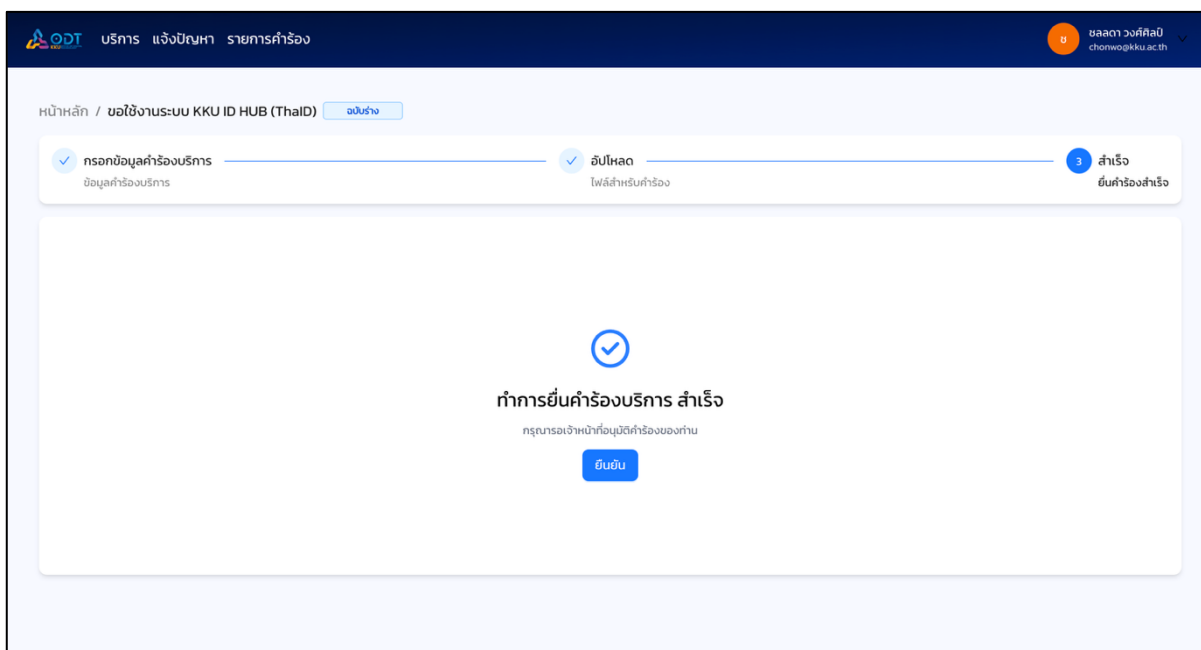 ODT บริการ แจ้งปัญหา รายการคำร้อง
ช ชลลดา วงศ์ศิลป์
chonwo@kku.ac.th
หน้าหลัก / ขอใช้งานระบบ KKU ID HUB (ThaID) ฉบับร่าง
กรอกข้อมูลคำร้องบริการ อัปโหลด 3 สำเร็จ
ข้อมูลคำร้องบริการ ไฟล์สำหรับคำร้อง ยื่นคำร้องสำเร็จ
ทำการยื่นคำร้องบริการ สำเร็จ
กรุณารอเจ้าหน้าที่อนุมัติคำร้องของท่าน
ยืนยัน